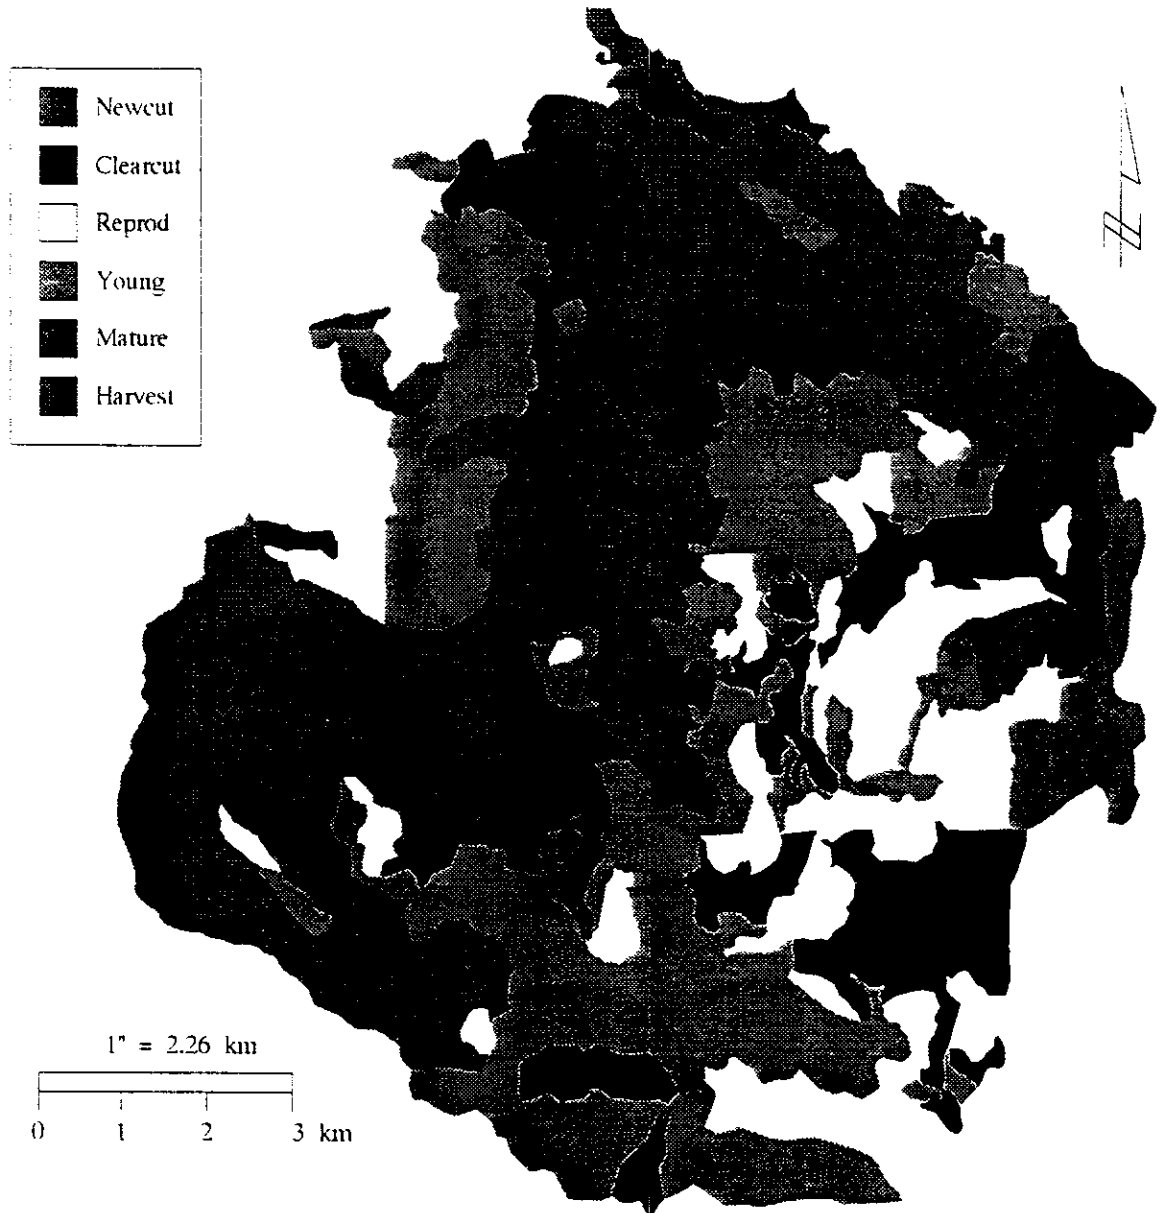 Newcut
Clearcut
Reprod
Young
Mature
Harvest
1" = 2.26 km
0 1 2 3 km